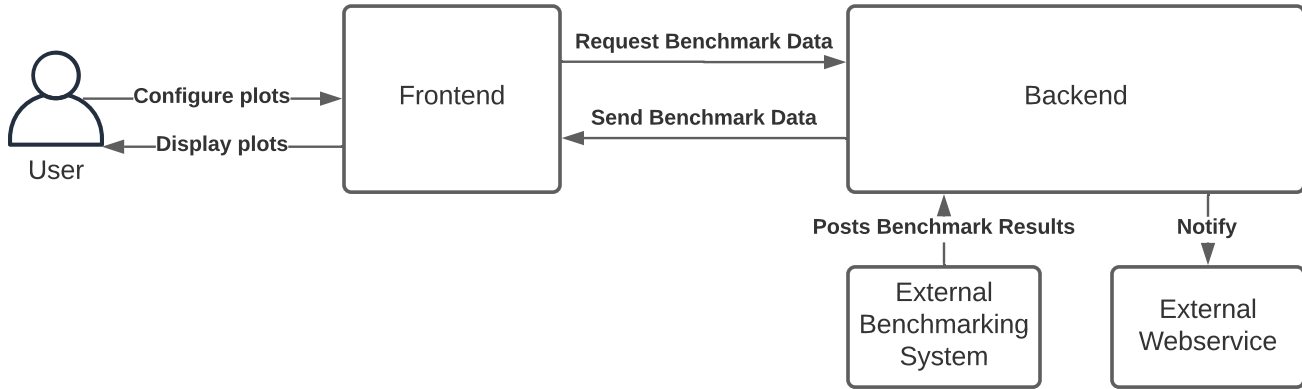 Request Benchmark Data
Configure plots
Frontend
Backend
Send Benchmark Data
Display plots
User
Posts Benchmark Results
Notify
External
Benchmarking
System
External
Webservice